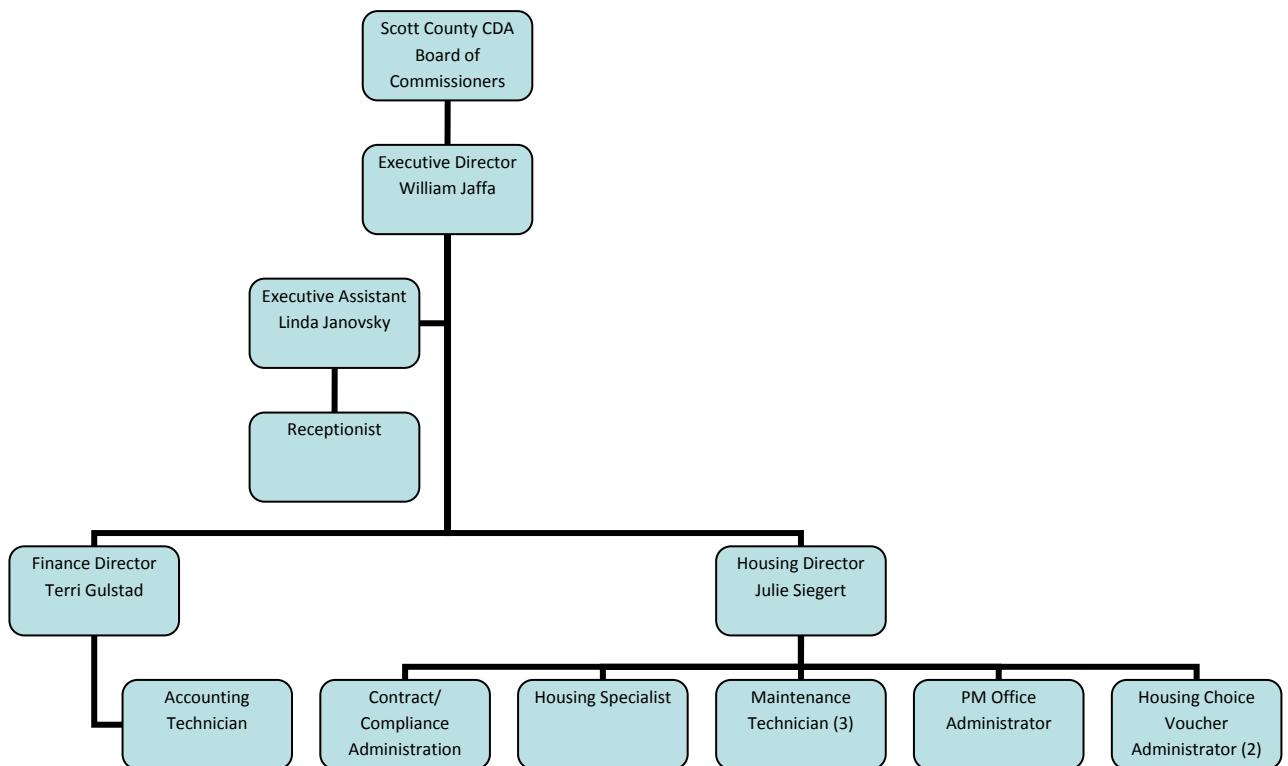 Scott County CDA
Board of
Commissioners
Executive Director
William Jaffa
Executive Assistant
Linda Janovsky
Receptionist
Finance Director
Terri Gulstad
Housing Director
Julie Siegert
Accounting
Technician
Contract/
Compliance
Administration
Housing Specialist
Maintenance
Technician (3)
PM Office
Administrator
Housing Choice
Voucher
Administrator (2)